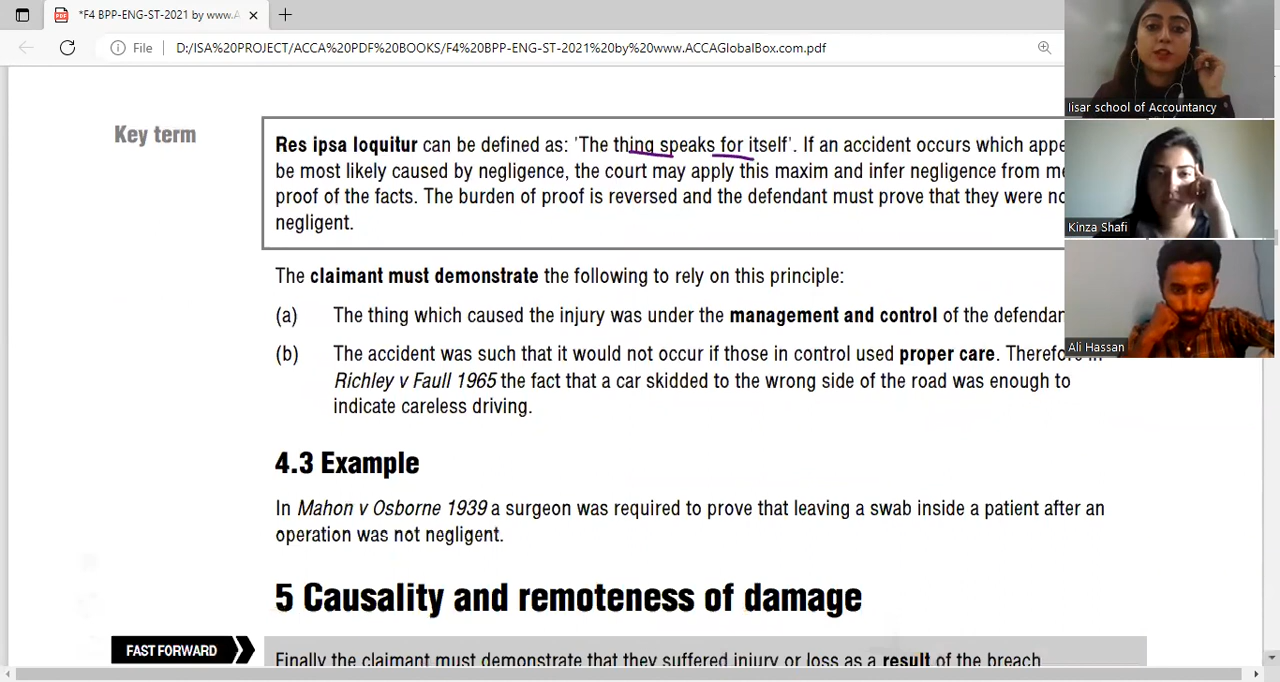 *F4 BPP-ENG-ST-2021 by www.A
File
D:/ISA%20PROJECT/ACCA%20PDF%20BOOKS/F4%20BPP-ENG-ST-2021%20by%20www.ACCAGlobalBox.com.pdf
Key term
Res ipsa loquitur can be defined as: 'The thing speaks for itself'. If an accident occurs which appe
be most likely caused by negligence, the court may apply this maxim and infer negligence from me
proof of the facts. The burden of proof is reversed and the defendant must prove that they were no
negligent.
The claimant must demonstrate the following to rely on this principle:
(a) The thing which caused the injury was under the management and control of the defendan
(b) The accident was such that it would not occur if those in control used proper care. Therefore in
Richley v Faull 1965 the fact that a car skidded to the wrong side of the road was enough to
indicate careless driving.
4.3 Example
In Mahon v Osborne 1939 a surgeon was required to prove that leaving a swab inside a patient after an
operation was not negligent.
5 Causality and remoteness of damage
FAST FORWARD
Finally the claimant must demonstrate that they suffered injury or loss as a result of the breach
lisar school of Accountancy
Kinza Shafi
Ali Hassan